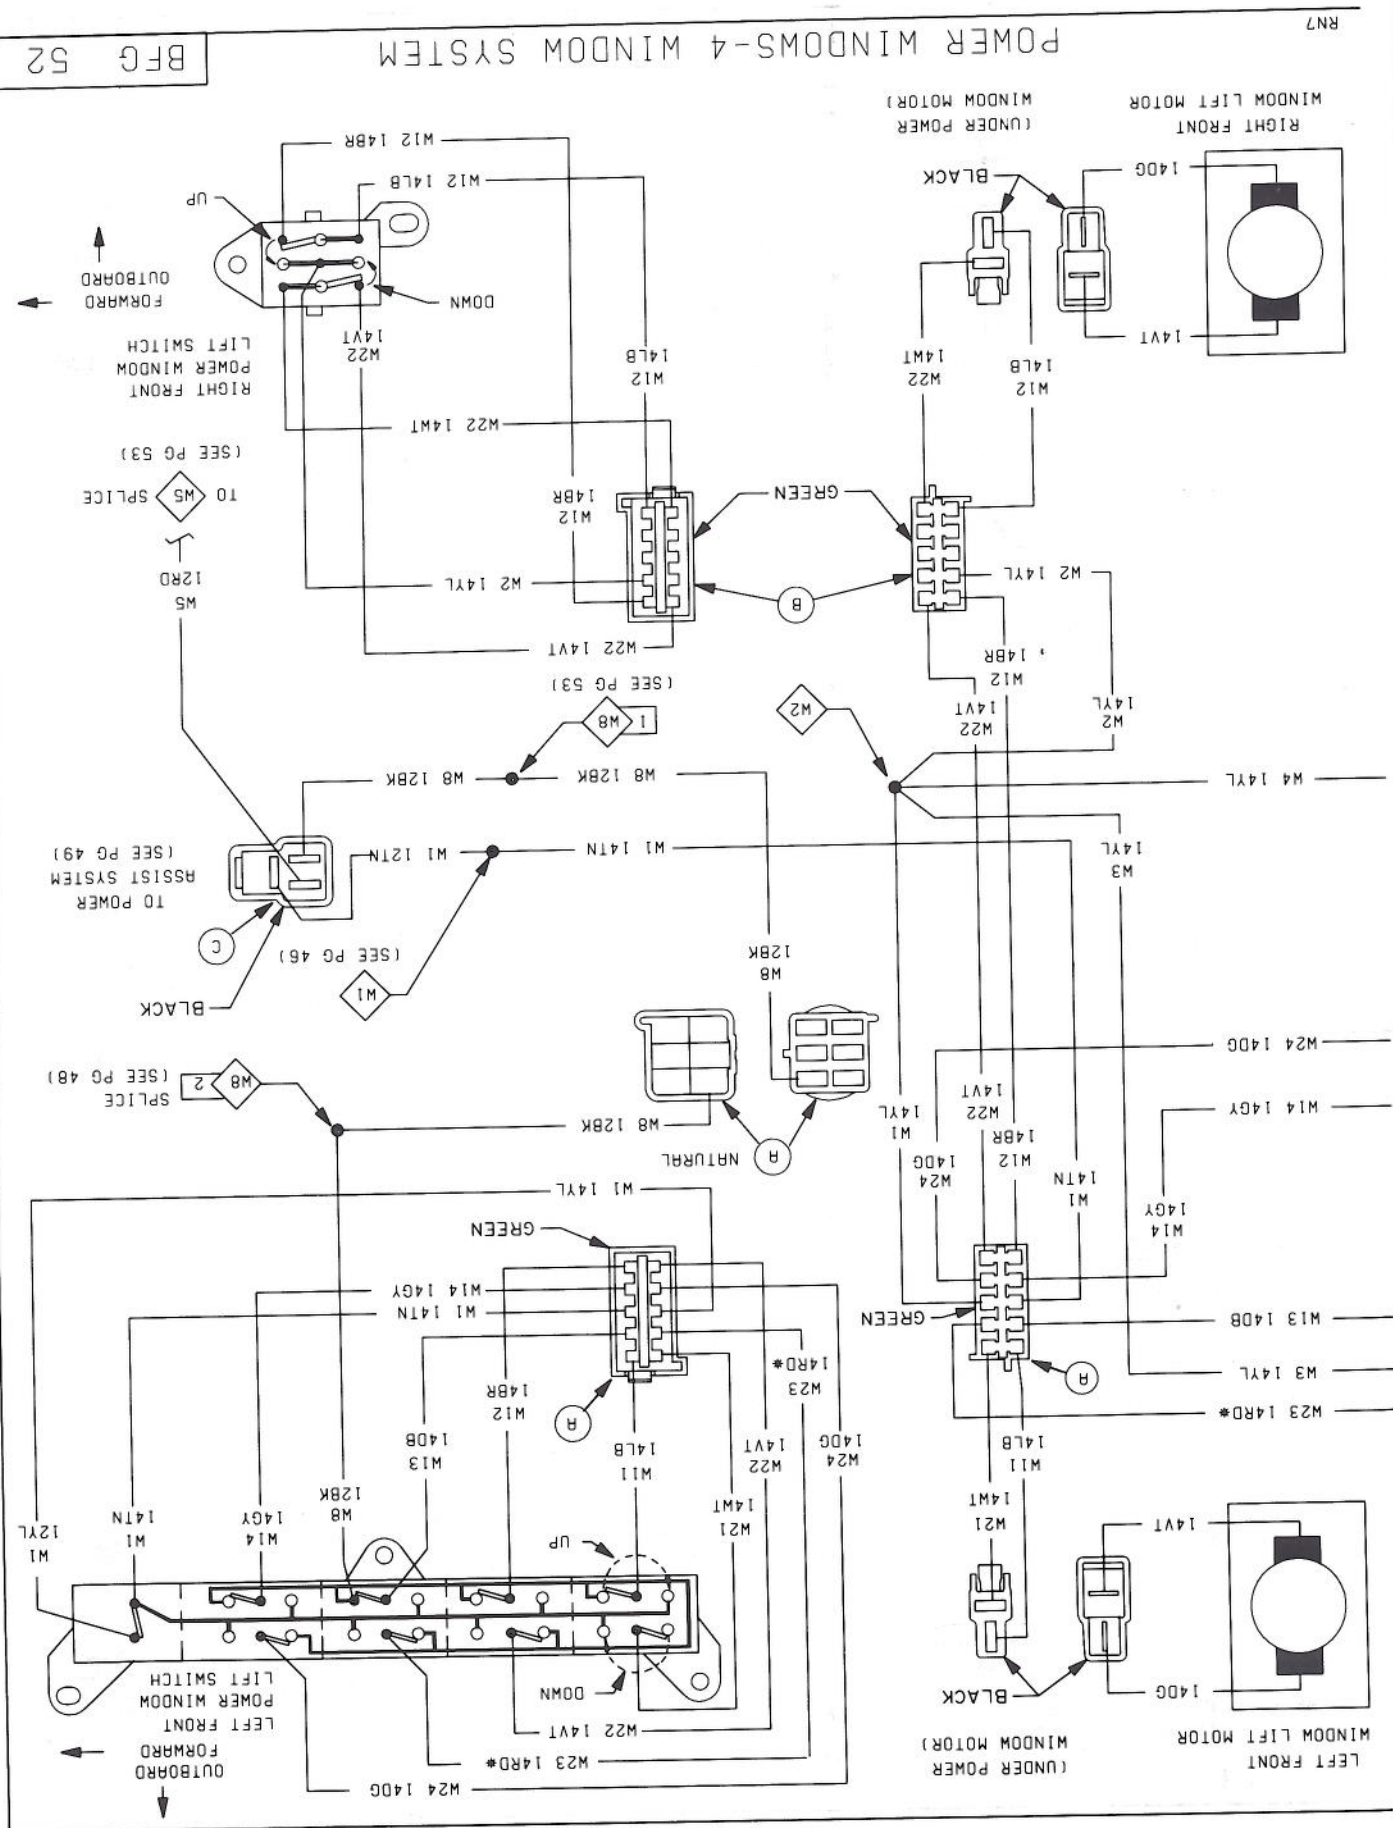 LEFT FRONT
WINDOW LIFT MOTOR
(UNDER POWER
WINDOW MOTOR)
14DG
BLACK
14VT
W21
14WT
W11
14LB
W24 14DG
W23 14RD*
W22 14VT
OUTBOARD
FORWARD
LEFT FRONT
POWER WINDOW
LIFT SWITCH
DOWN
UP
W21
14WT
W22
14VT
W24
14DG
W23
14RD*
W11
14LB
W12
14BR
W13
14DB
W8
12BK
W14
14GY
W1
14TN
W1
12YL
W23 14RD*
W3 14YL
W13 14DB
A
GREEN
A
W1 14TN
W14 14GY
GREEN
W1 14YL
W14
14GY
W1
14TN
W12
14BR
W24
14DG
W22
14VT
W1
14YL
W14 14GY
W24 14DG
A
NATURAL
W8 12BK
W8
2
SPLICE
(SEE PG 48)
W8
12BK
W1
(SEE PG 46)
BLACK
C
TO POWER
ASSIST SYSTEM
(SEE PG 49)
W3
14YL
W1 14TN
W1 12TN
W4 14YL
W8 12BK
W8 12BK
W2
14YL
W22
14VT
W2
1
W8
(SEE PG 53)
W12
14BR
W22 14VT
B
W2 14YL
W2 14YL
W5
12RD
W12
14BR
GREEN
TO
W5
SPLICE
(SEE PG 53)
W22 14WT
W12
14LB
W22
14WT
W12
14LB
RIGHT FRONT
POWER WINDOW
LIFT SWITCH
W22
14VT
14VT
DOWN
FORWARD
OUTBOARD
UP
14DG
BLACK
W12 14LB
W12 14BR
RIGHT FRONT
WINDOW LIFT MOTOR
(UNDER POWER
WINDOW MOTOR)
RN7
POWER WINDOWS-4 WINDOW SYSTEM
BFG 52